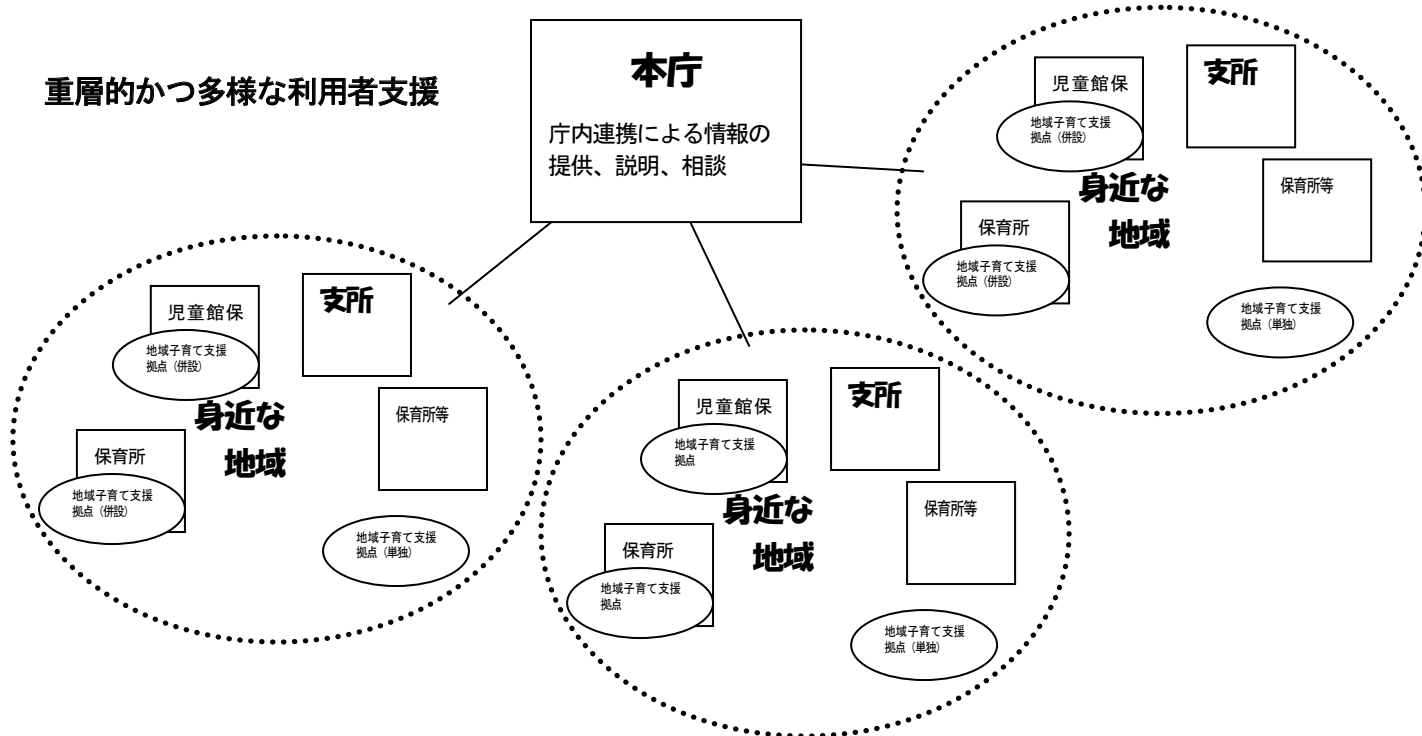 重層的かつ多様な利用者支援
本庁
庁内連携による情報の
提供、説明、相談
児童館保
地域子育て支援
拠点（併設）
支所
身近な
地域
保育所等
保育所
地域子育て支援
拠点（併設）
地域子育て支援
拠点（単独）
児童館保
地域子育て支援
拠点（併設）
支所
身近な
地域
保育所等
保育所
地域子育て支援
拠点（併設）
地域子育て支援
拠点（単独）
児童館保
地域子育て支援
拠点
支所
身近な
地域
保育所等
保育所
地域子育て支援
拠点
地域子育て支援
拠点（単独）